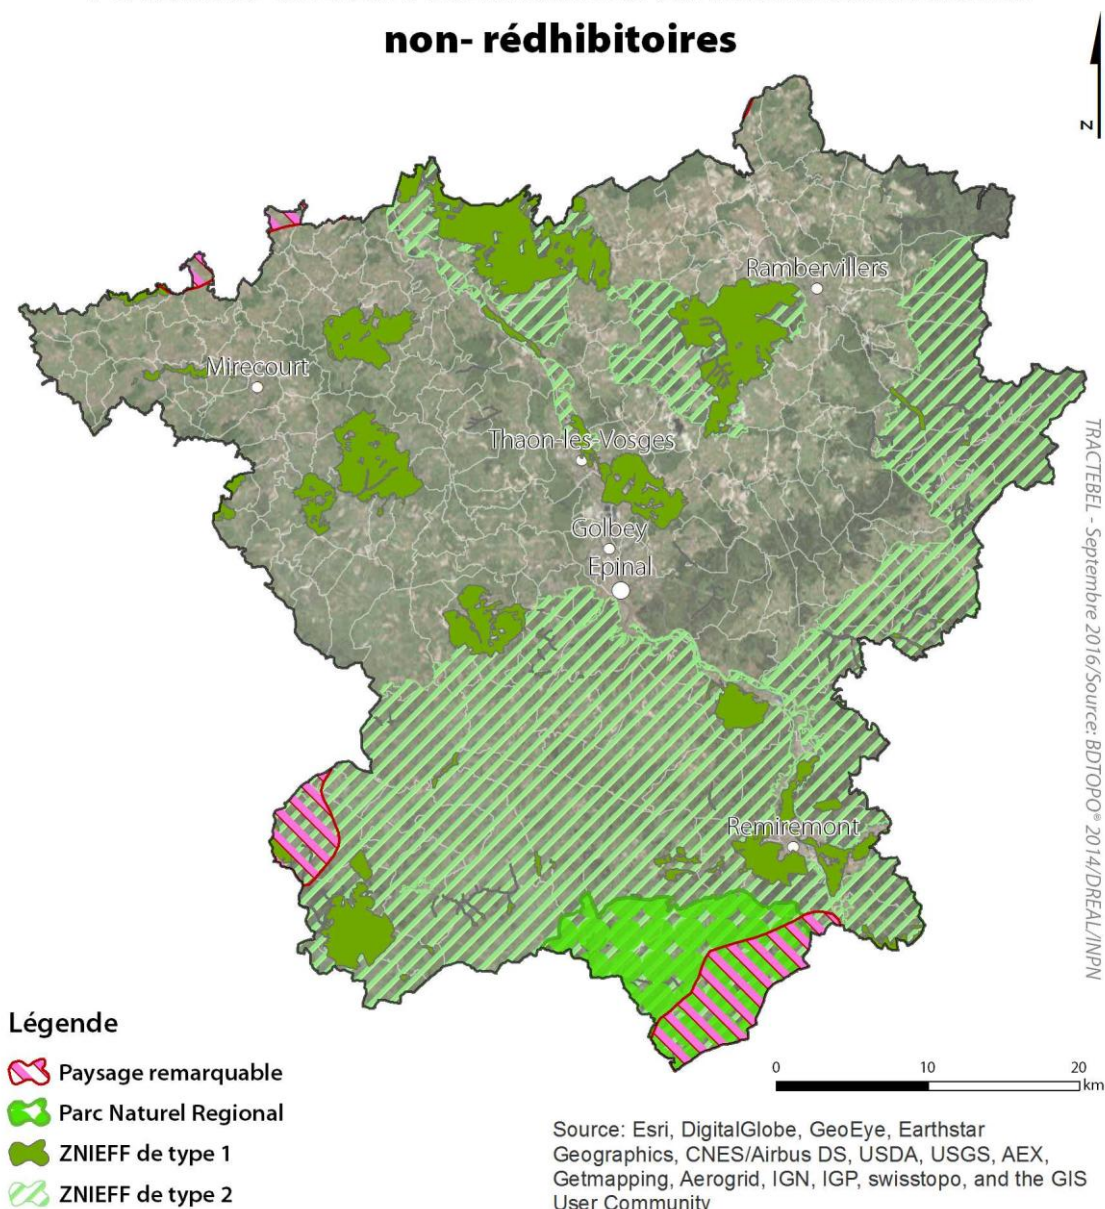 non- rédhibitoires
Z
Rambervillers
Mirecourt
Thaon-les-Vosges
Golbey
Epinal
Remiremont
TRACTEBEL - Septembre 2016/Source: BDTOPO® 2014/DREAL/INPN
Légende
Paysage remarquable
Parc Naturel Regional
ZNIEFF de type 1
ZNIEFF de type 2
0 10 20
km
Source: Esri, DigitalGlobe, GeoEye, Earthstar
Geographics, CNES/Airbus DS, USDA, USGS, AEX,
Getmapping, Aerogrid, IGN, IGP, swisstopo, and the GIS
User Community